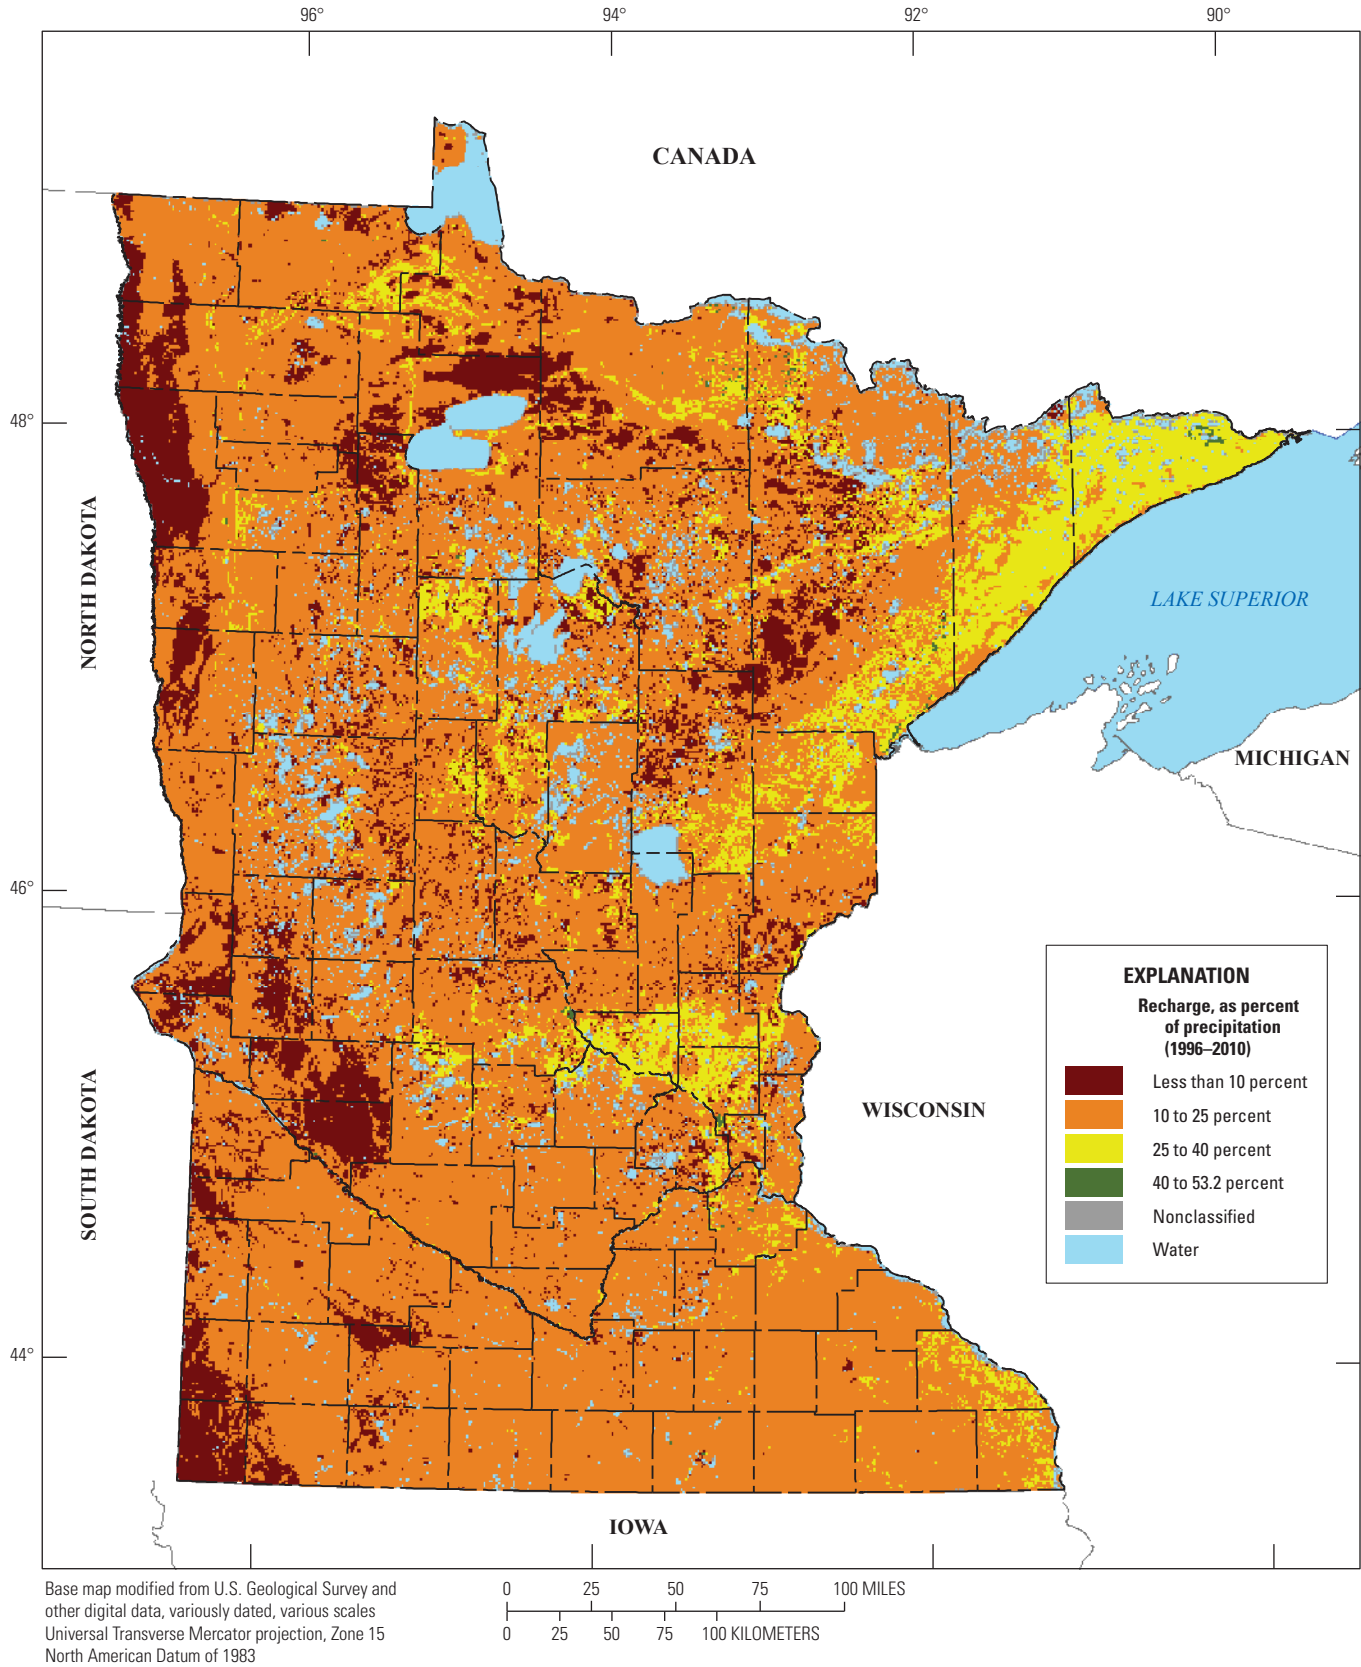 96°
94°
92°
90°
CANADA
48°
NORTH DAKOTA
LAKE SUPERIOR
MICHIGAN
46°
EXPLANATION
Recharge, as percent
of precipitation
(1996–2010)
Less than 10 percent
10 to 25 percent
25 to 40 percent
40 to 53.2 percent
Nonclassified
Water
WISCONSIN
SOUTH DAKOTA
44°
IOWA
Base map modified from U.S. Geological Survey and
other digital data, variously dated, various scales
Universal Transverse Mercator projection, Zone 15
North American Datum of 1983
0 25 50 75 100 MILES
0 25 50 75 100 KILOMETERS